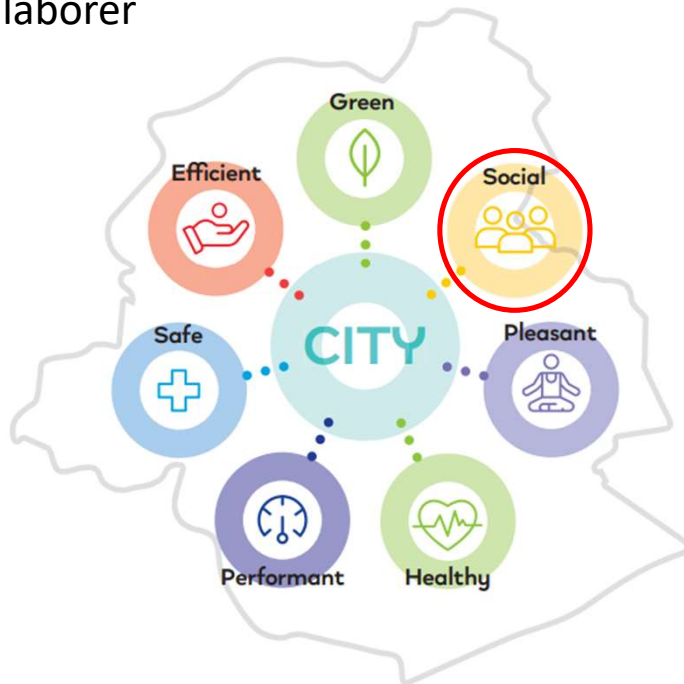 laborer
Green
Efficient
Social
Safe
CITY
Pleasant
Performant
Healthy